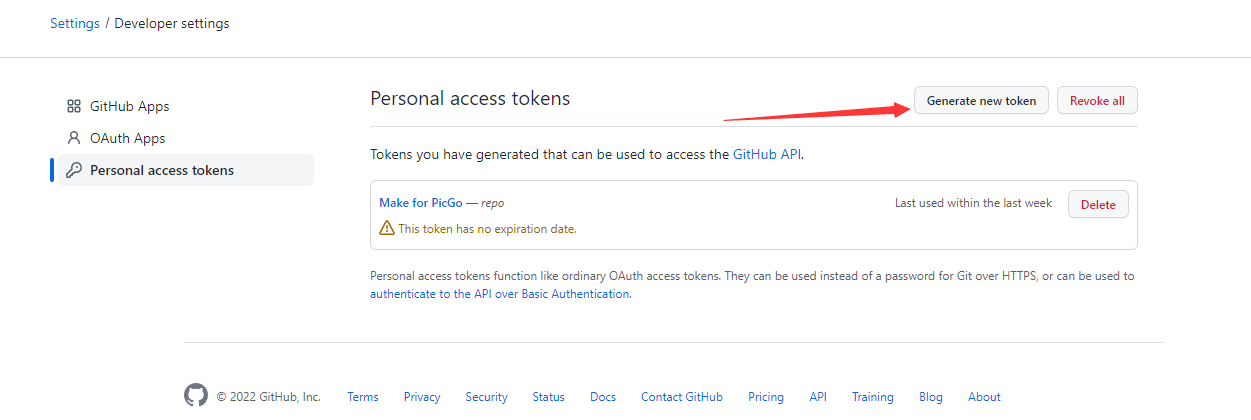 Settings / Developer settings
GitHub Apps
OAuth Apps
Personal access tokens
Personal access tokens
Generate new token
Revoke all
Tokens you have generated that can be used to access the GitHub API.
Make for PicGo — repo
Last used within the last week
Delete
This token has no expiration date.
Personal access tokens function like ordinary OAuth access tokens. They can be used instead of a password for Git over HTTPS, or can be used to
authenticate to the API over Basic Authentication.
© 2022 GitHub, Inc. Terms Privacy Security Status Docs Contact GitHub Pricing API Training Blog About